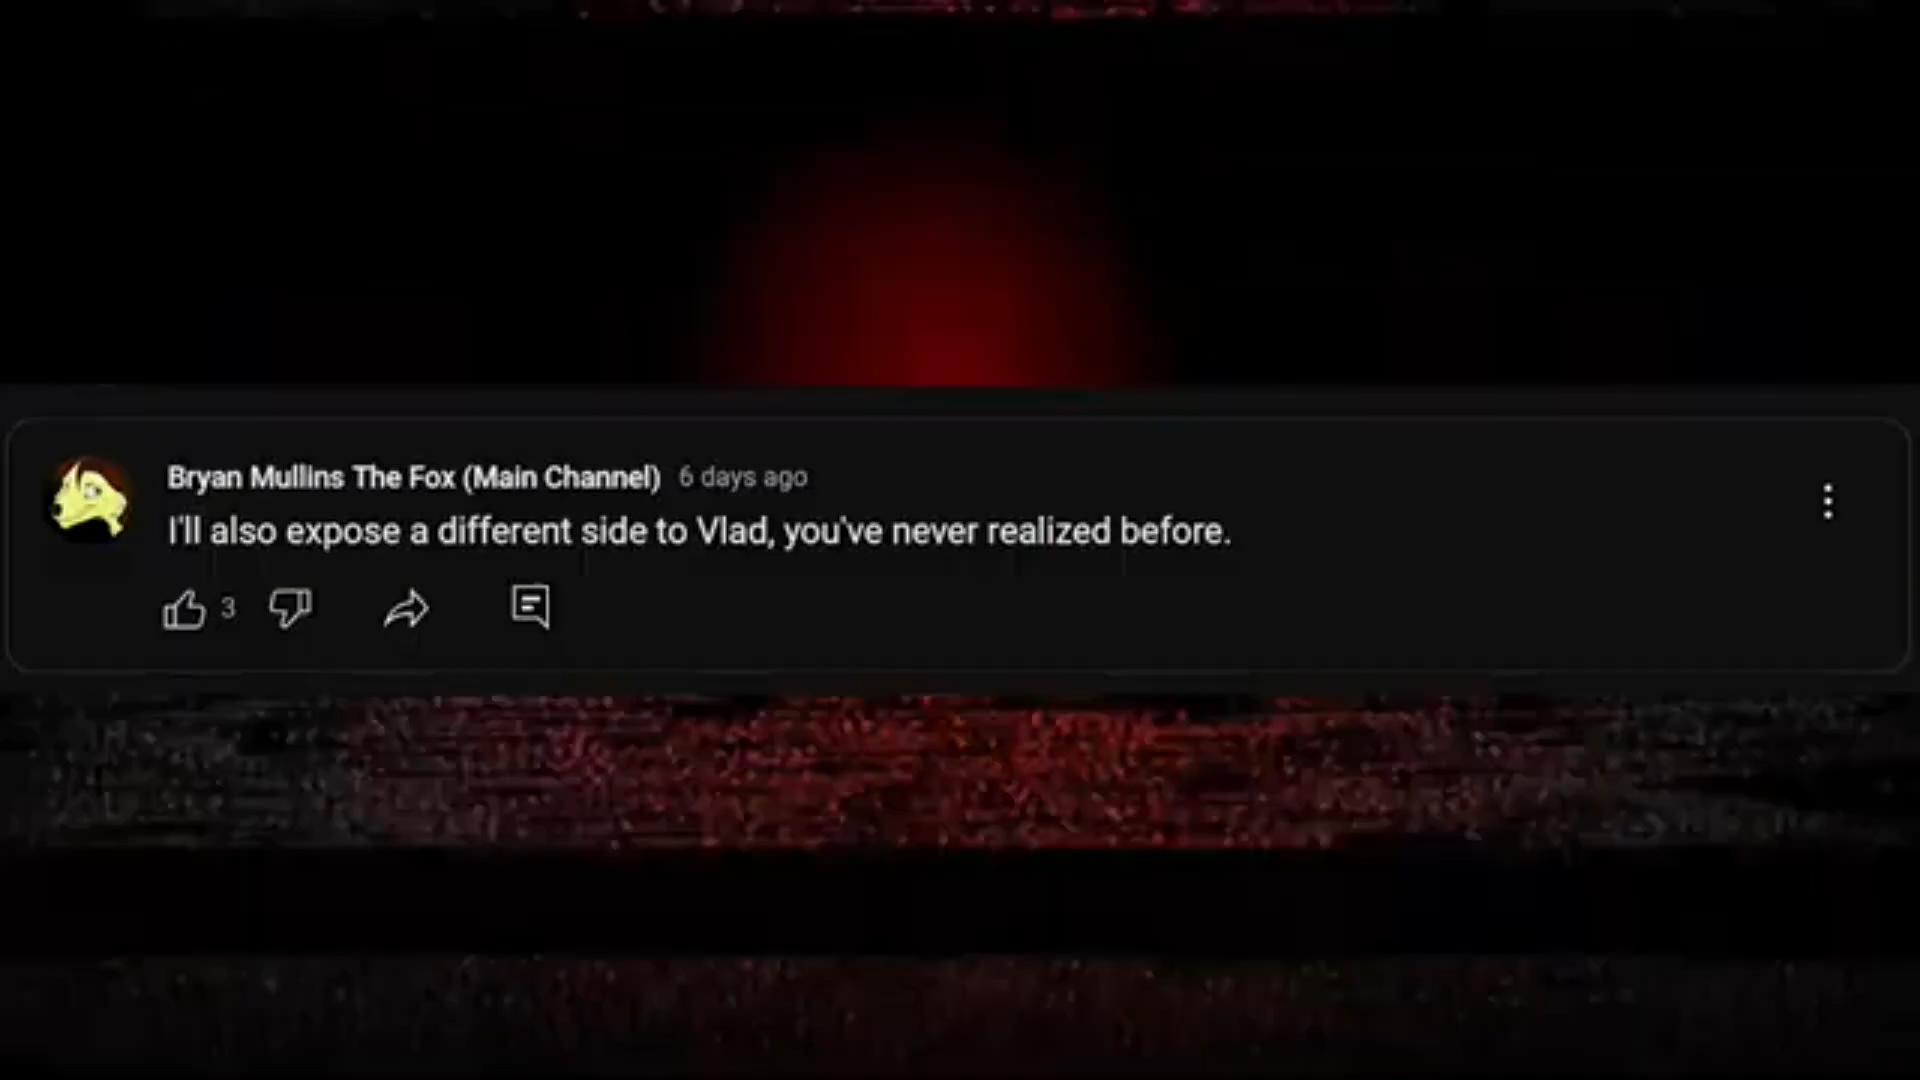 Bryan Mullins The Fox (Main Channel) 6 days ago
I'll also expose a different side to Vlad, you've never realized before.
3